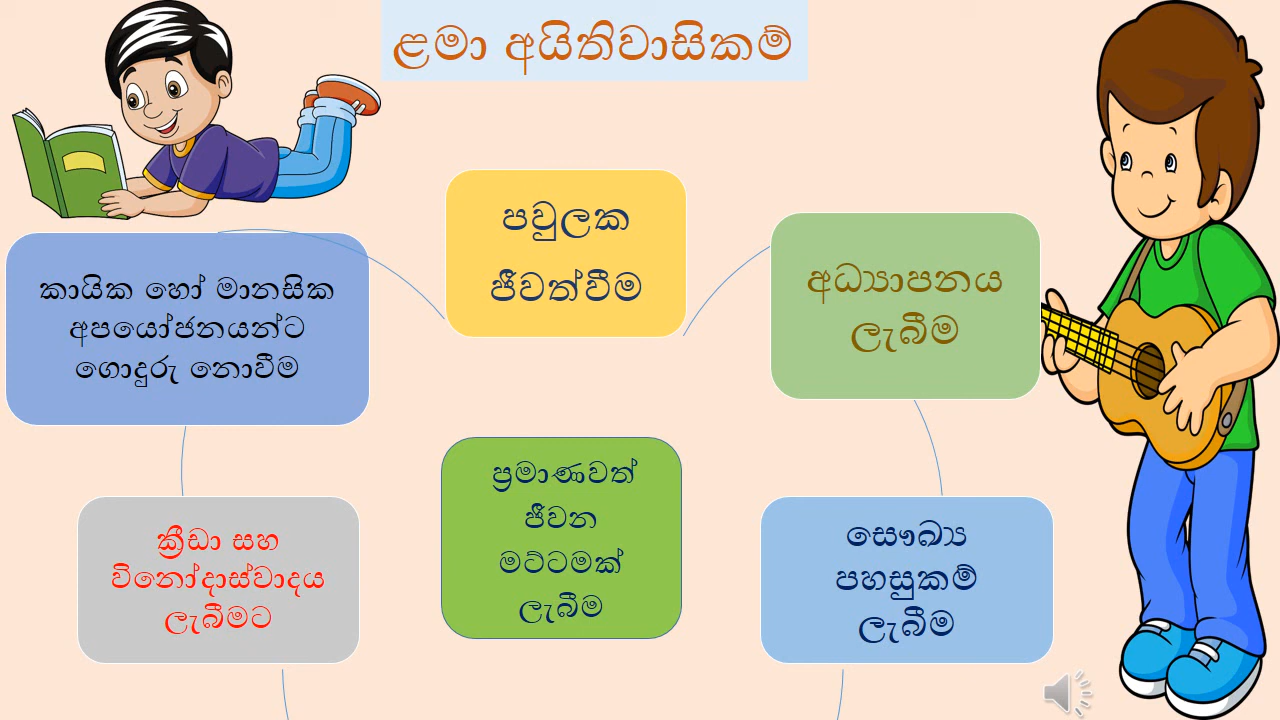 ළමා අයිතිවාසිකම්
පවුලක
ජීවත්වීම
අධ්‍යාපනය
ලැබීම
කායික හෝ මානසික
අපයෝජනයන්ට
ගොදුරු නොවීම
ප්‍රමාණවත්
ජීවන
මට්ටමක්
ලැබීම
සෞඛ්‍ය
පහසුකම්
ලැබීම
ක්‍රීඩා සහ
විනෝදාස්වාදය
ලැබීමට